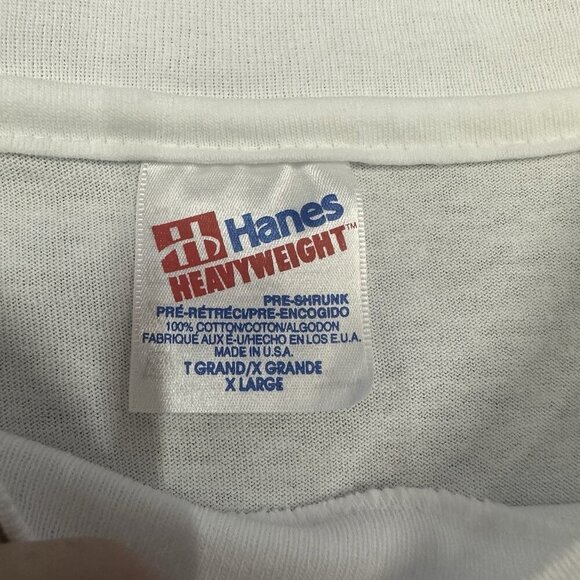 Hanes
HEAVYWEIGHT™
PRE-SHRUNK
PRÉ-RÉTRÉCI/PRE-ENCOGIDO
100% COTTON/COTON/ALGODON
FABRIQUÉ AUX É-U/HECHO EN LOS E.U.A.
MADE IN U.S.A.
T GRAND/X GRANDE
X LARGE